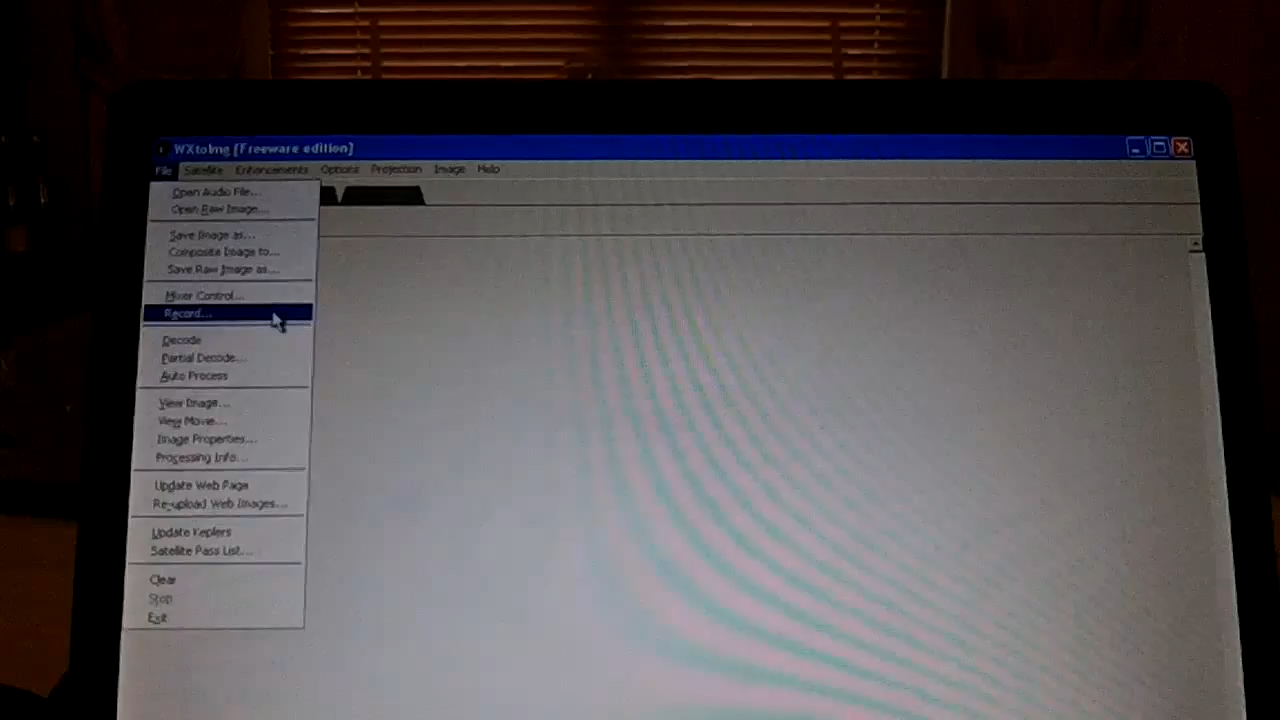 WXtoImg [Freeware edition]
File Satellite Enhancements Options Projection Image Help
Open Audio File...
Open Raw Image...
Save Image as...
Composite Image to...
Save Raw Image as...
Mixer Control...
Record...
Decode
Partial Decode...
Auto Process
View Image...
View Movie...
Image Properties...
Processing Info...
Update Web Page
Re-upload Web Images...
Update Keplers
Satellite Pass List...
Clear
Stop
Exit